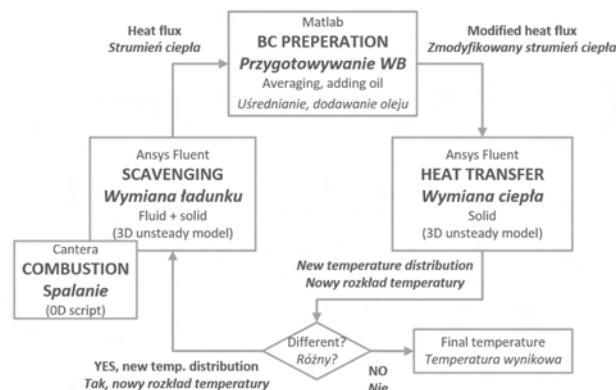 Matlab
BC PREPERATION
Przygotowywanie WB
Averaging, adding oil
Uśrednianie, dodawanie oleju
Heat flux
Strumień ciepła
Modified heat flux
Zmodyfikowany strumień ciepła
Ansys Fluent
SCAVENGING
Wymiana ładunku
Fluid + solid
(3D unsteady model)
Ansys Fluent
HEAT TRANSFER
Wymiana ciepła
Solid
(3D unsteady model)
Cantera
COMBUSTION
Spalanie
(0D script)
New temperature distribution
Nowy rozkład temperatury
Different?
Różny?
YES, new temp. distribution
Tak, nowy rozkład temperatury
NO
Nie
Final temperature
Temperatura wynikowa